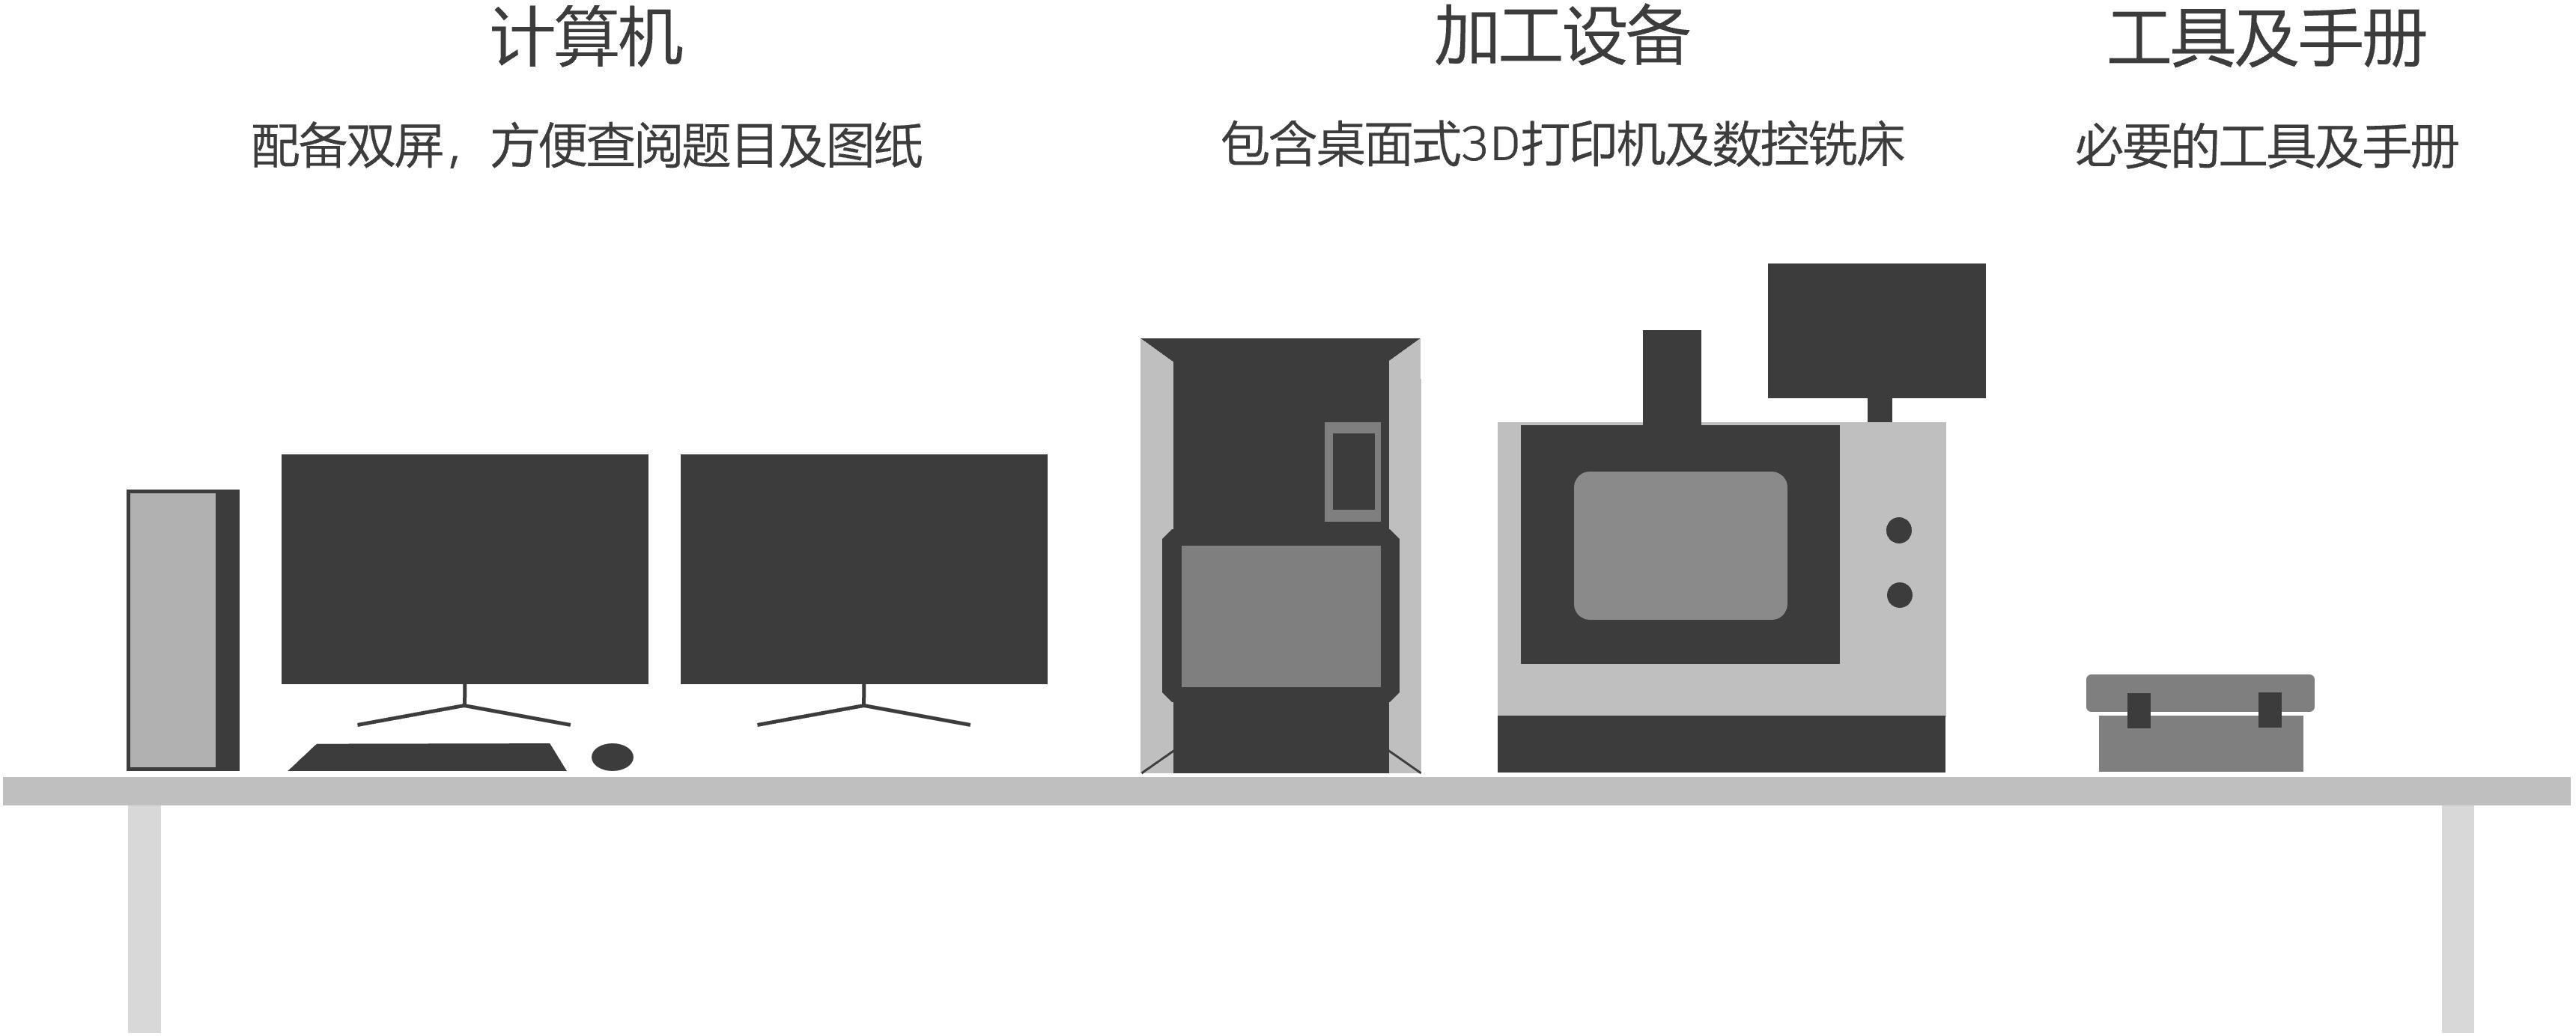 计算机
配备双屏，方便查阅题目及图纸
加工设备
包含桌面式3D打印机及数控铣床
工具及手册
必要的工具及手册